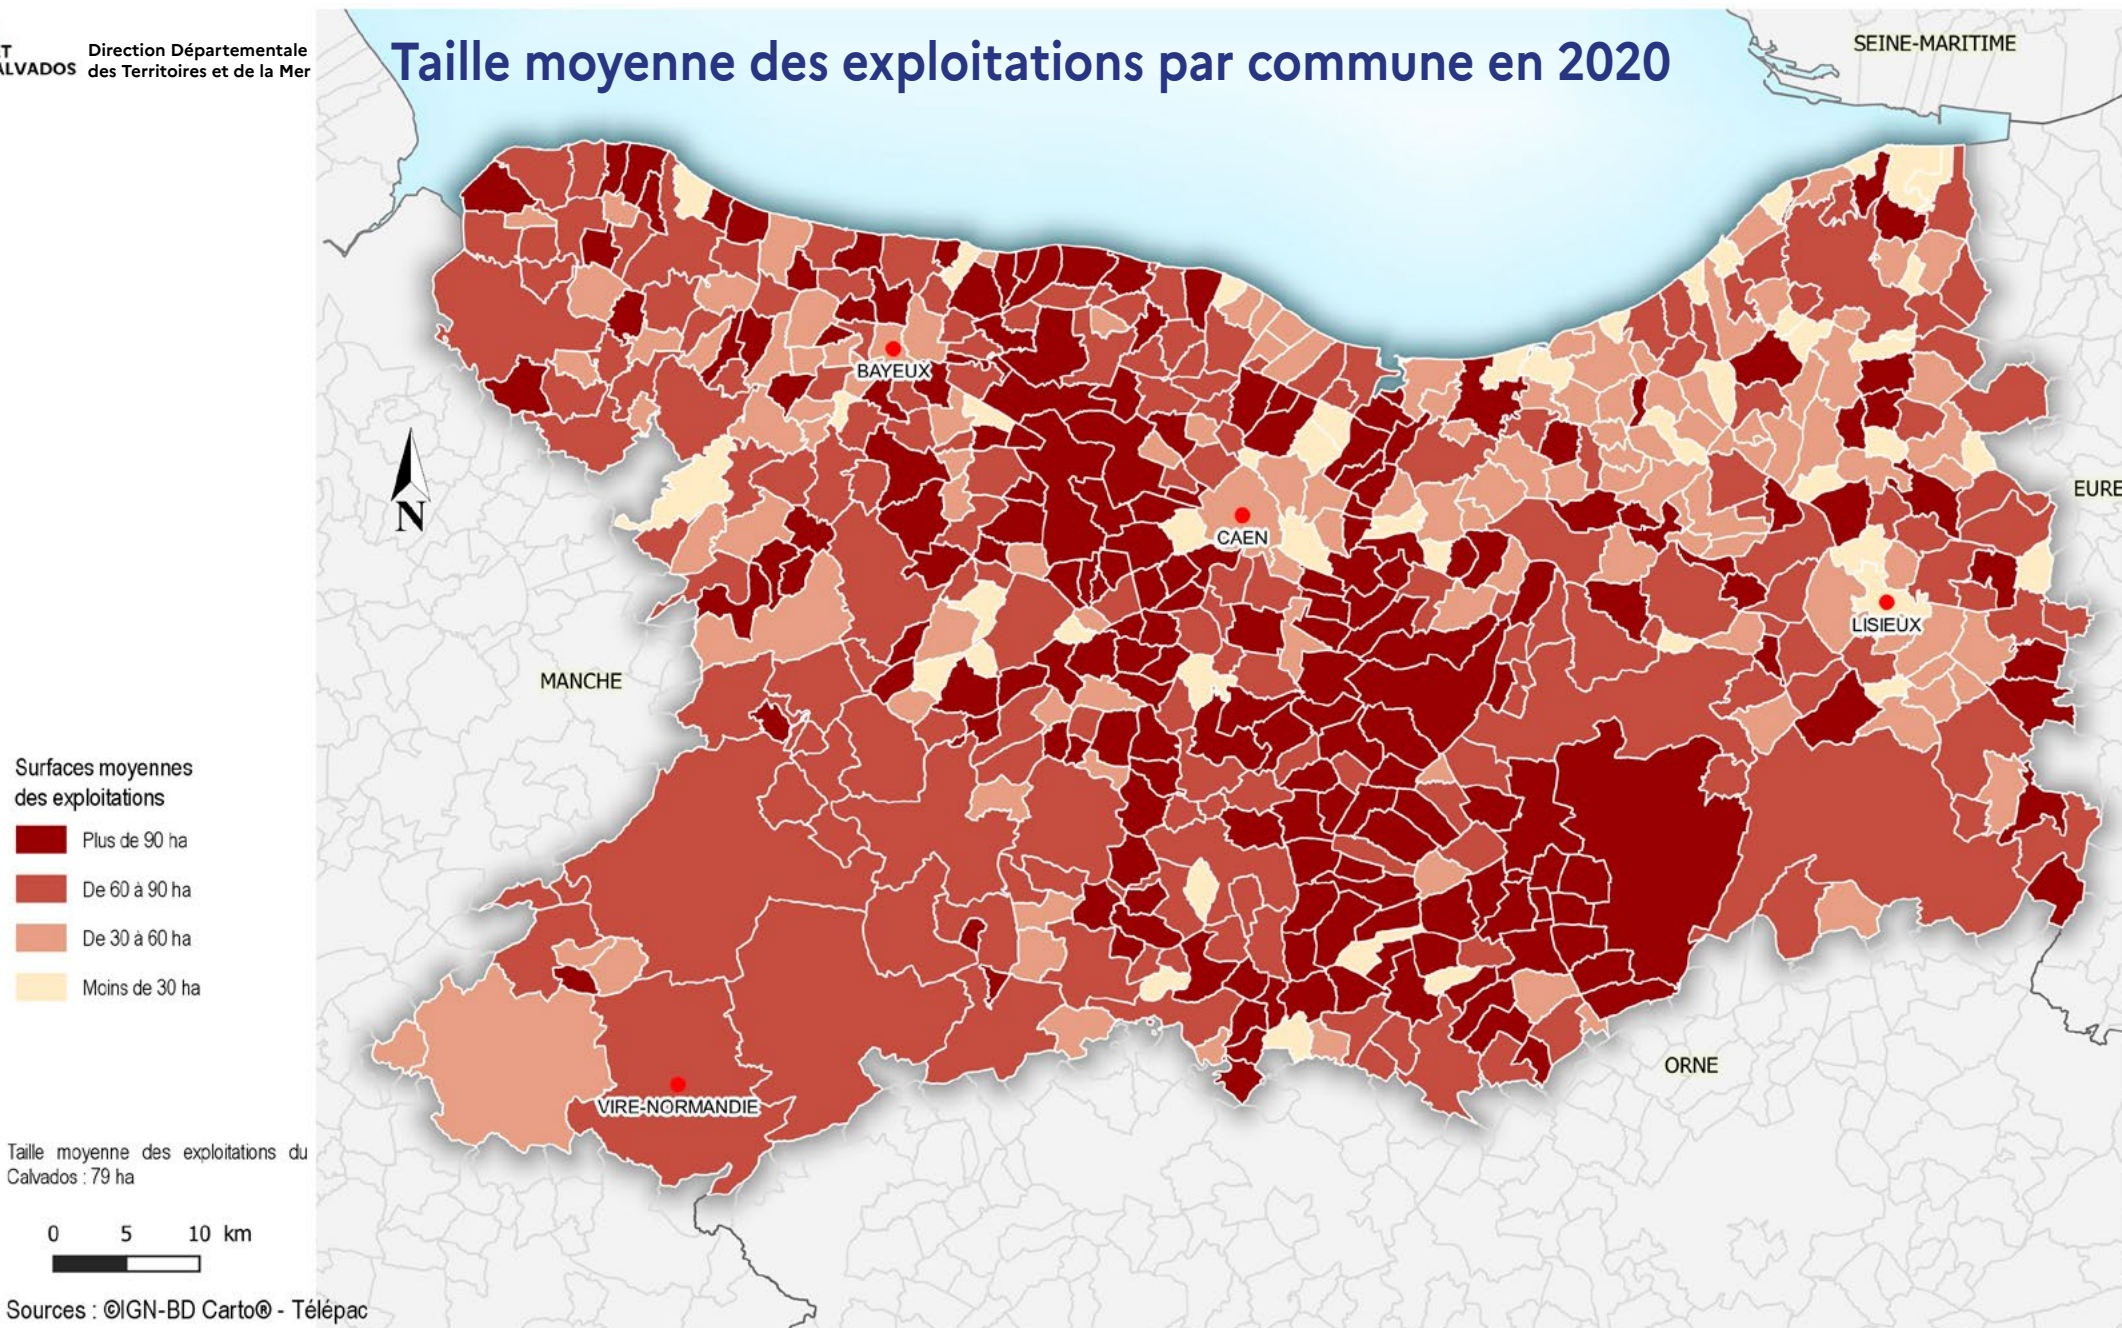 Direction Départementale
des Territoires et de la Mer
Taille moyenne des exploitations par commune en 2020
SEINE-MARITIME
BAYEUX
N
CAEN
EURE
LISIEUX
MANCHE
Surfaces moyennes
des exploitations
Plus de 90 ha
De 60 à 90 ha
De 30 à 60 ha
Moins de 30 ha
ORNE
VIRE-NORMANDIE
Taille moyenne des exploitations du
Calvados : 79 ha
0 5 10 km
Sources : ©IGN-BD Carto® - Télépac